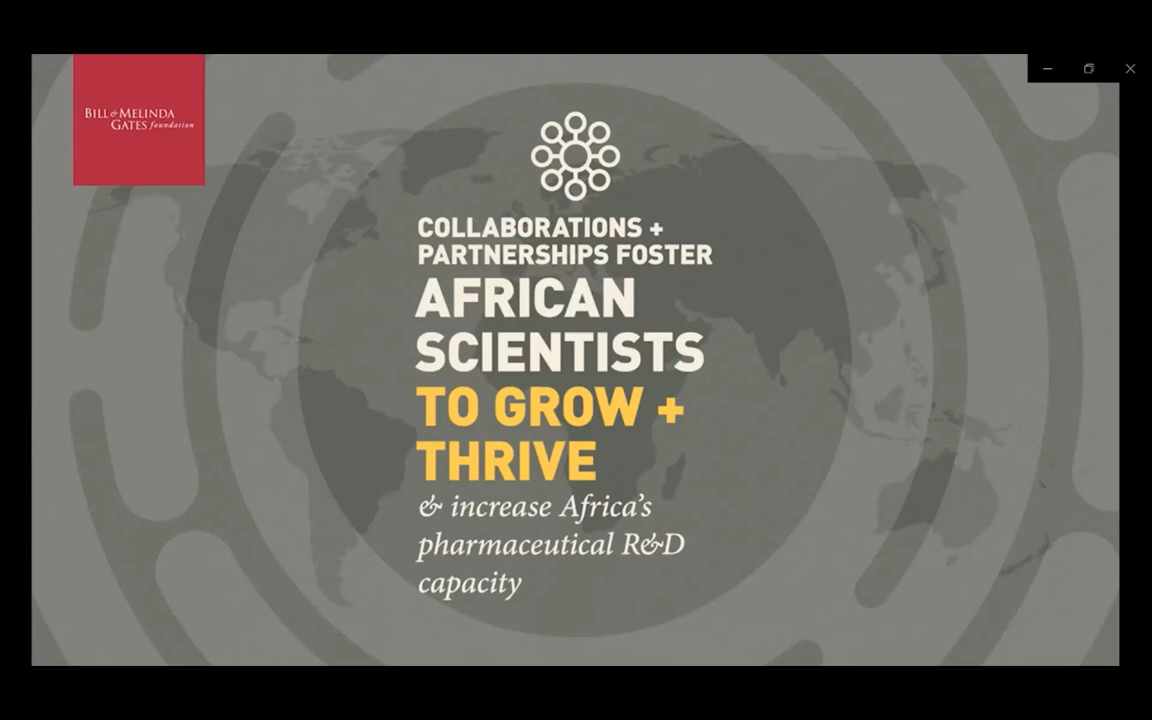 BILL & MELINDA
GATES foundation
COLLABORATIONS +
PARTNERSHIPS FOSTER
AFRICAN
SCIENTISTS
TO GROW +
THRIVE
& increase Africa’s
pharmaceutical R&D
capacity